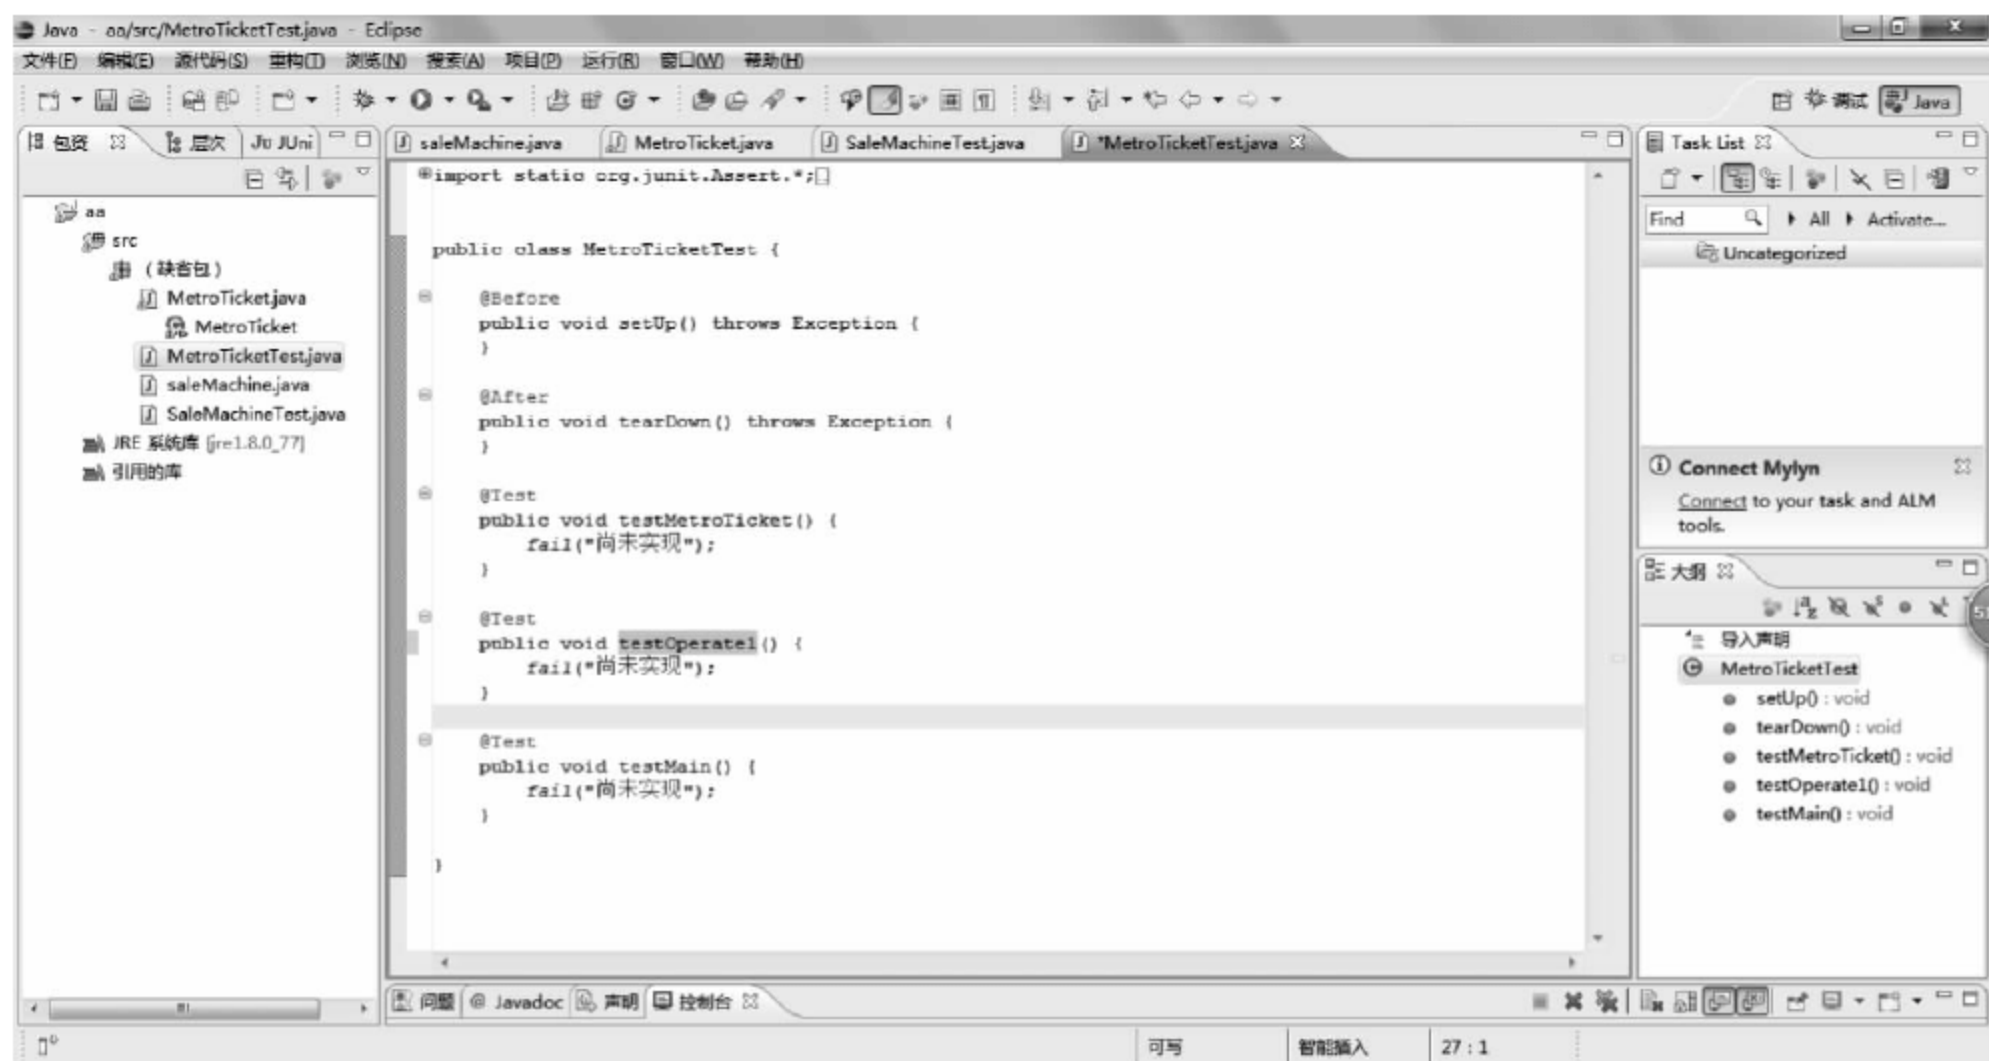 Java - aa/src/MetroTicketTest.java - Eclipse
文件(F) 编辑(E) 源代码(S) 重构(T) 浏览(N) 搜索(A) 项目(P) 运行(R) 窗口(W) 帮助(H)
调试 Java
包资 层次 Ju JUni
saleMachine.java MetroTicket.java SaleMachineTest.java *MetroTicketTest.java
Task List
aa
src
（缺省包）
MetroTicket.java
MetroTicket
MetroTicketTest.java
saleMachine.java
SaleMachineTest.java
JRE 系统库 [jre1.8.0_77]
引用的库
import static org.junit.Assert.*;
public class MetroTicketTest {
@Before
public void setUp() throws Exception {
}
@After
public void tearDown() throws Exception {
}
@Test
public void testMetroTicket() {
fail("尚未实现");
}
@Test
public void testOperate1() {
fail("尚未实现");
}
@Test
public void testMain() {
fail("尚未实现");
}
}
Find All Activate...
Uncategorized
Connect Mylyn
Connect to your task and ALM
tools.
大纲
导入声明
MetroTicketTest
setUp() : void
tearDown() : void
testMetroTicket() : void
testOperate1() : void
testMain() : void
问题 @ Javadoc 声明 控制台
可写 智能插入 27 : 1